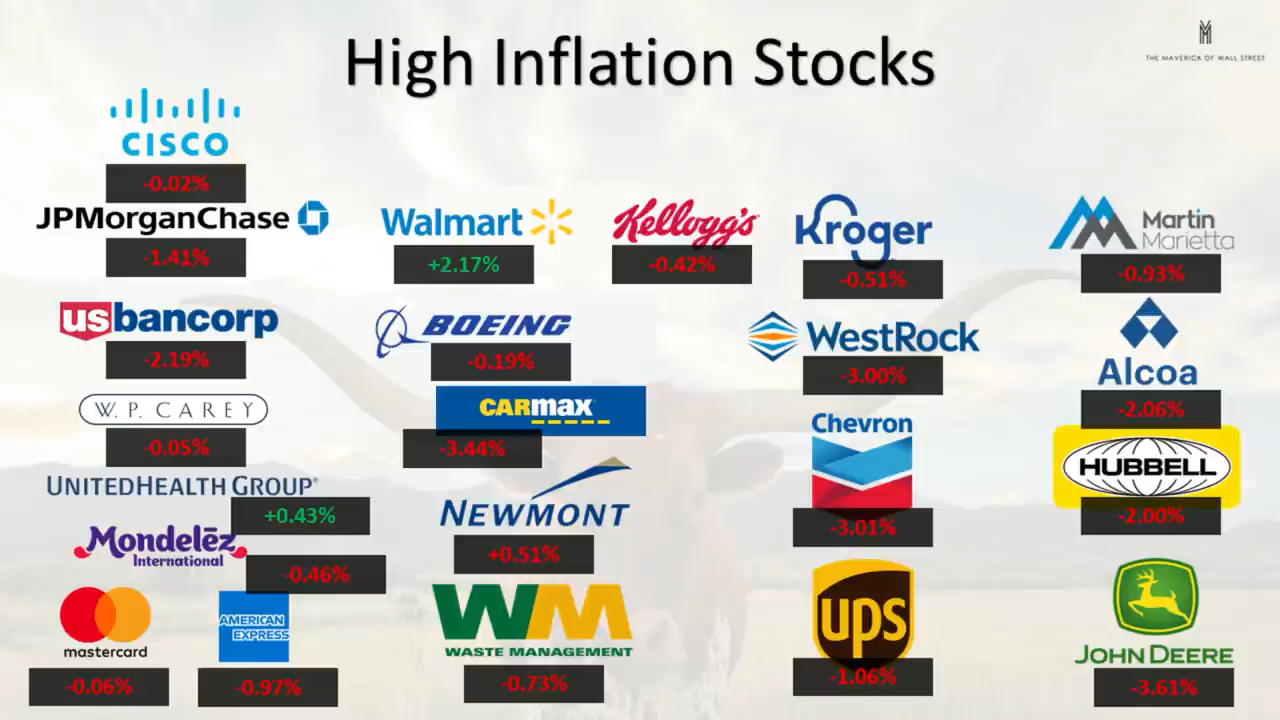 High Inflation Stocks
THE MAVERICK OF WALL STREET
CISCO
-0.02%
JPMorganChase
-1.41%
Walmart
+2.17%
Kellogg's
-0.42%
Kroger
-0.51%
Martin
Marietta
-0.93%
usbancorp
-2.19%
BOEING
-0.19%
WestRock
-3.00%
Alcoa
-2.06%
W. P. CAREY
-0.05%
CARMAX
-3.44%
Chevron
-3.01%
HUBBELL
-2.00%
UNITEDHEALTH GROUP®
+0.43%
Mondelēz
International
-0.46%
NEWMONT
+0.51%
mastercard
-0.06%
AMERICAN
EXPRESS
-0.97%
WM
WASTE MANAGEMENT
-0.73%
ups
-1.06%
JOHN DEERE
-3.61%